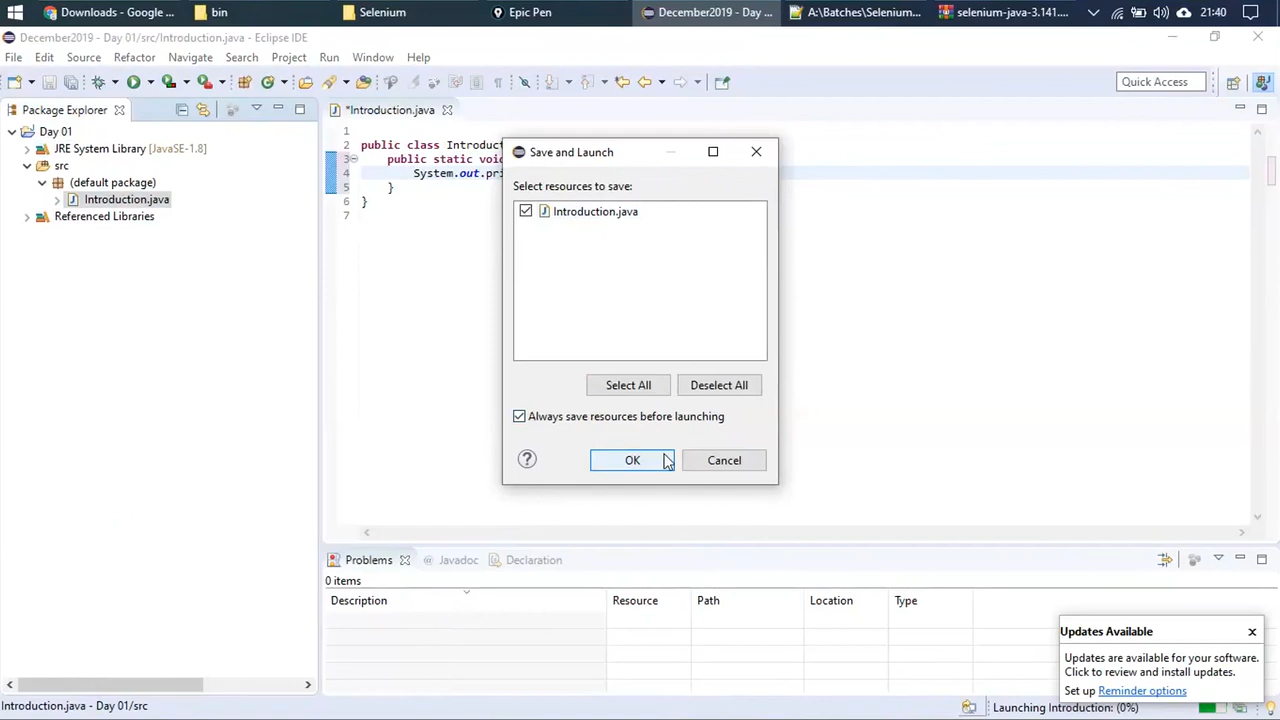 Downloads - Google ...
bin
Selenium
Epic Pen
December2019 - Day ...
A:\Batches\Selenium...
selenium-java-3.141....
21:40
December2019 - Day 01/src/Introduction.java - Eclipse IDE
File Edit Source Refactor Navigate Search Project Run Window Help
Quick Access
Package Explorer
*Introduction.java
Day 01
JRE System Library [JavaSE-1.8]
src
(default package)
Introduction.java
Referenced Libraries
1
2 public class Introduct
3 public static voi
4 System.out.pri
5 }
6 }
7
Save and Launch
Select resources to save:
Introduction.java
Select All Deselect All
Always save resources before launching
? OK Cancel
Problems @ Javadoc Declaration
0 items
Description Resource Path Location Type
Updates Available x
Updates are available for your software.
Click to review and install updates.
Set up Reminder options
Introduction.java - Day 01/src
Launching Introduction: (0%)